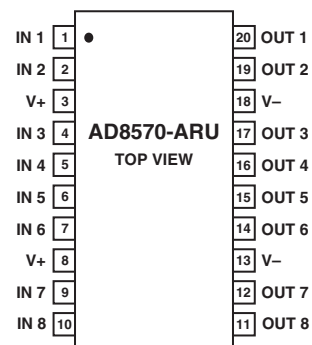 IN 1 1 20 OUT 1
IN 2 2 19 OUT 2
V+ 3 18 V–
IN 3 4 AD8570-ARU 17 OUT 3
IN 4 5 TOP VIEW 16 OUT 4
IN 5 6 15 OUT 5
IN 6 7 14 OUT 6
V+ 8 13 V–
IN 7 9 12 OUT 7
IN 8 10 11 OUT 8